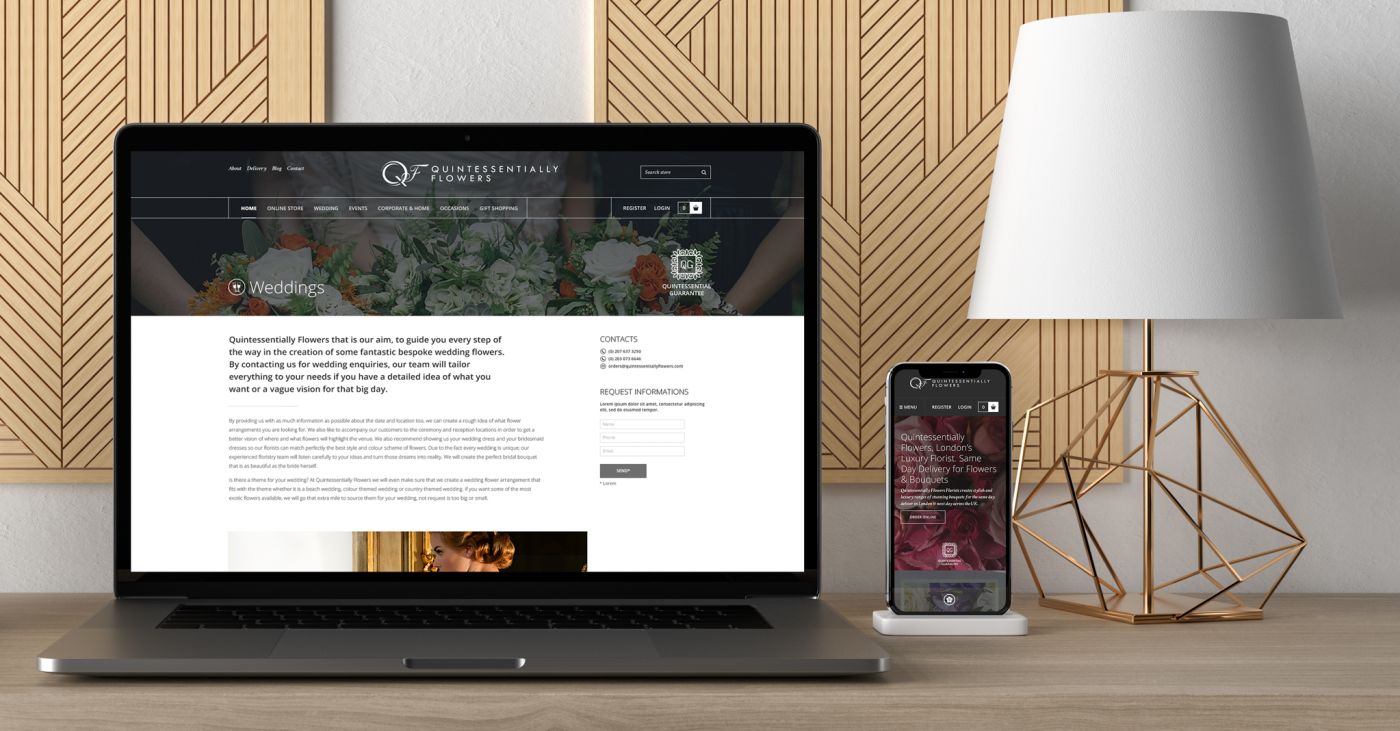 About Delivery Blog Contact
QF QUINTESSENTIALLY
FLOWERS
Search store
HOME ONLINE STORE WEDDING EVENTS CORPORATE & HOME OCCASIONS GIFT SHOPPING
REGISTER LOGIN 0
Weddings
QG
QUINTESSENTIAL
GUARANTEE
Quintessentially Flowers that is our aim, to guide you every step of
the way in the creation of some fantastic bespoke wedding flowers.
By contacting us for wedding enquiries, our team will tailor
everything to your needs if you have a detailed idea of what you
want or a vague vision for that big day.
By providing us with as much information as possible about the date and location too, we can create a rough idea of what flower
arrangements you are looking for. We also like to accompany our customers to the ceremony and reception locations in order to get a
better vision of where and what flowers will highlight the venue. We also recommend showing us your wedding dress and your bridesmaid
dresses so our florists can match perfectly the best style and colour scheme of flowers. Due to the fact every wedding is unique; our
experienced floristry team will listen carefully to your ideas and turn those dreams into reality. We will create the perfect bridal bouquet
that is as beautiful as the bride herself.
Is there a theme for your wedding? At Quintessentially Flowers we will even make sure that we create a wedding flower arrangement that
fits with the theme whether it is a beach wedding, colour themed wedding or country themed wedding. if you want some of the most
exotic flowers available, we will go that extra mile to source them for your wedding, not request is too big or small.
CONTACTS
(0) 207 637 3250
(0) 203 073 6646
orders@quintessentiallyflowers.com
REQUEST INFORMATIONS
Lorem ipsum dolor sit amet, consectetur adipiscing
elit, sed do eiusmod tempor.
Name
Phone
Email
SEND*
* Lorem
QF QUINTESSENTIALLY
FLOWERS
MENU REGISTER LOGIN 0
Quintessentially
Flowers, London's
Luxury Florist. Same
Day Delivery for Flowers
& Bouquets
Quintessentially Flowers Florists creates stylish and
luxury ranges of stunning bouquets for the same day
deliver in London & next day across the UK.
ORDER ONLINE
QG
QUINTESSENTIAL
GUARANTEE